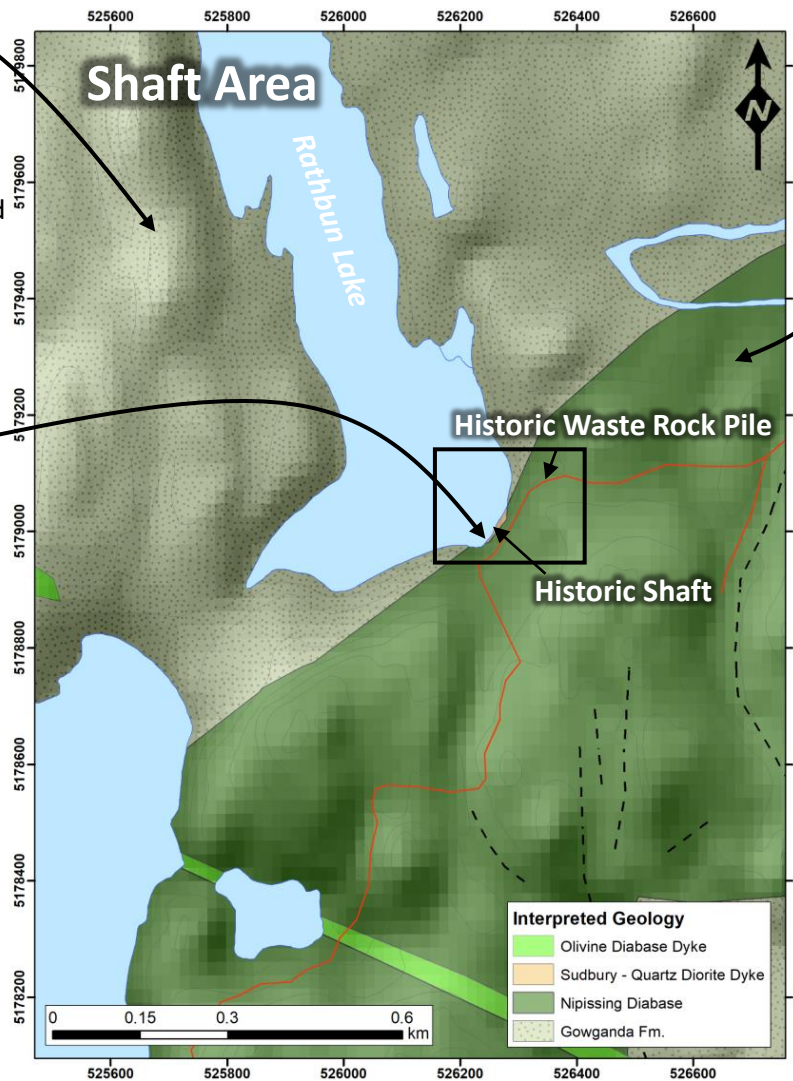 525600 525800 526000 526200 526400 526600
5179800
Shaft Area
N
Rathbun Lake
5179600
5179400
5179200
Historic Waste Rock Pile
5179000
Historic Shaft
5178800
5178600
5178400
5178200
Interpreted Geology
Olivine Diabase Dyke
Sudbury - Quartz Diorite Dyke
Nipissing Diabase
Gowganda Fm.
0 0.15 0.3 0.6
km
525600 525800 526000 526200 526400 526600